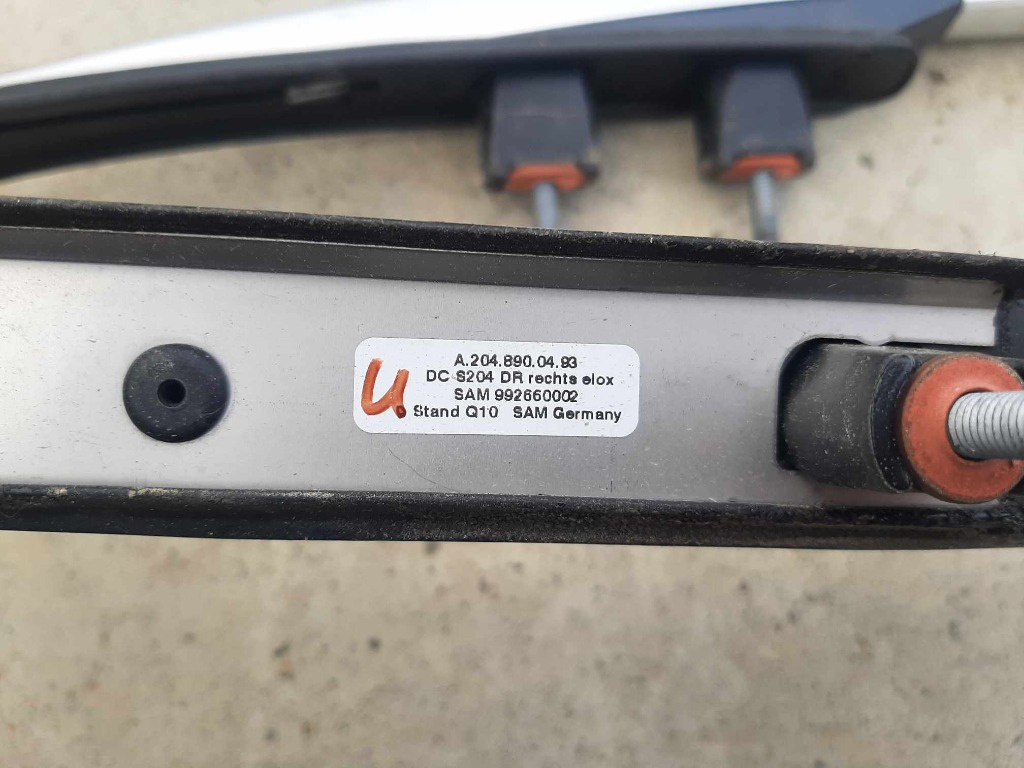 A.204.890.04.93
DC S204 DR rechts elox
SAM 992660002
Stand Q10 SAM Germany
U.